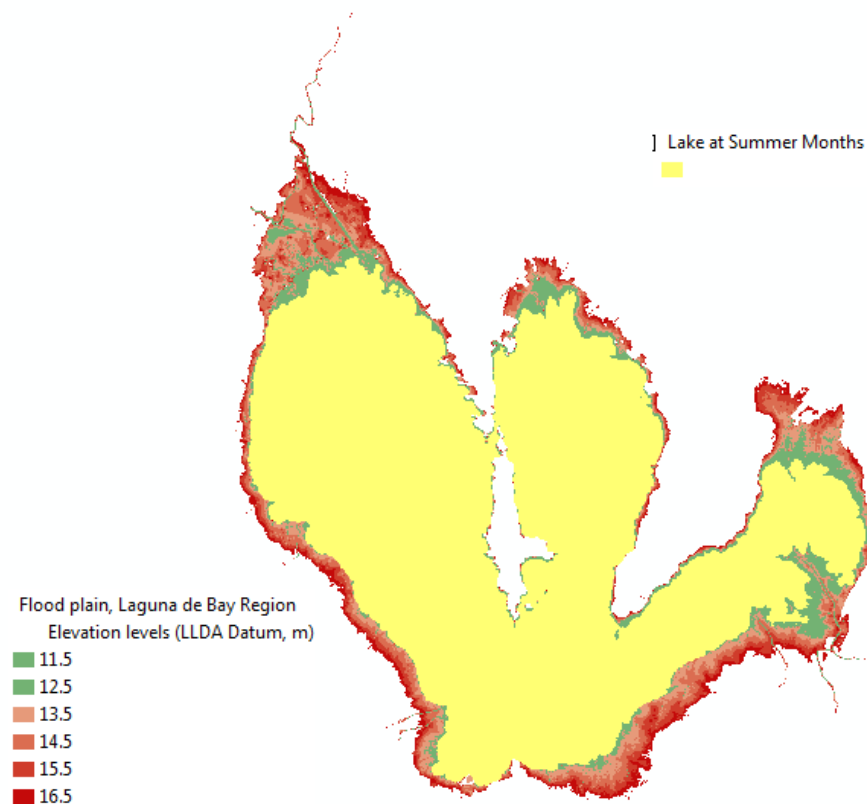 ] Lake at Summer Months
Flood plain, Laguna de Bay Region
Elevation levels (LLDA Datum, m)
11.5
12.5
13.5
14.5
15.5
16.5